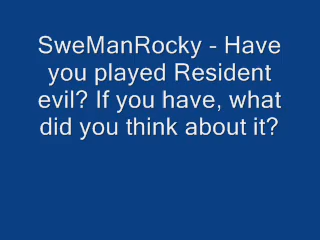 SweManRocky - Have
you played Resident
evil? If you have, what
did you think about it?